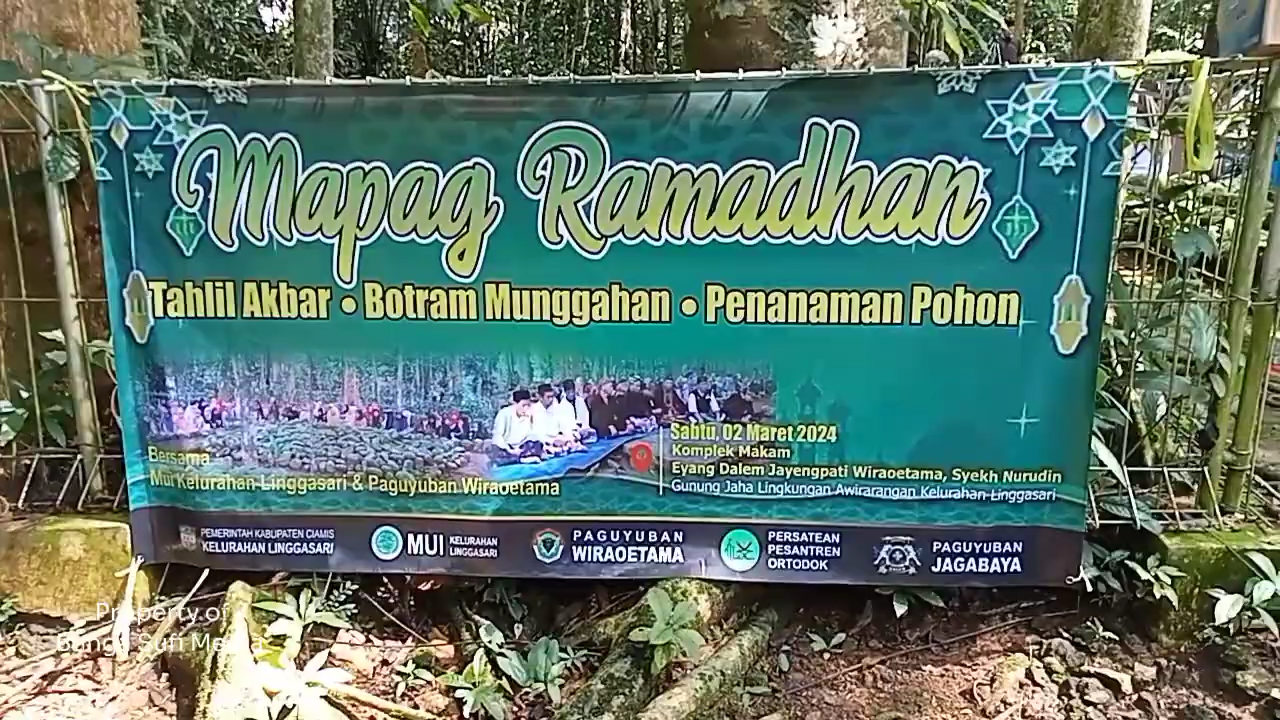 Mapag Ramadhan
Tahlil Akbar • Botram Munggahan • Penanaman Pohon
Bersama
MUI Kelurahan Linggasari & Paguyuban Wiraoetama
Sabtu, 02 Maret 2024
Komplek Makam
Eyang Dalem Jayengpati Wiraoetama, Syekh Nurudin
Gunung Jaha Lingkungan Awirarangan Kelurahan Linggasari
PEMERINTAH KABUPATEN CIAMIS
KELURAHAN LINGGASARI
MUI KELURAHAN
LINGGASARI
PAGUYUBAN
WIRAOETAMA
PERSATEAN
PESANTREN
ORTODOK
PAGUYUBAN
JAGABAYA
Property of
Sufi